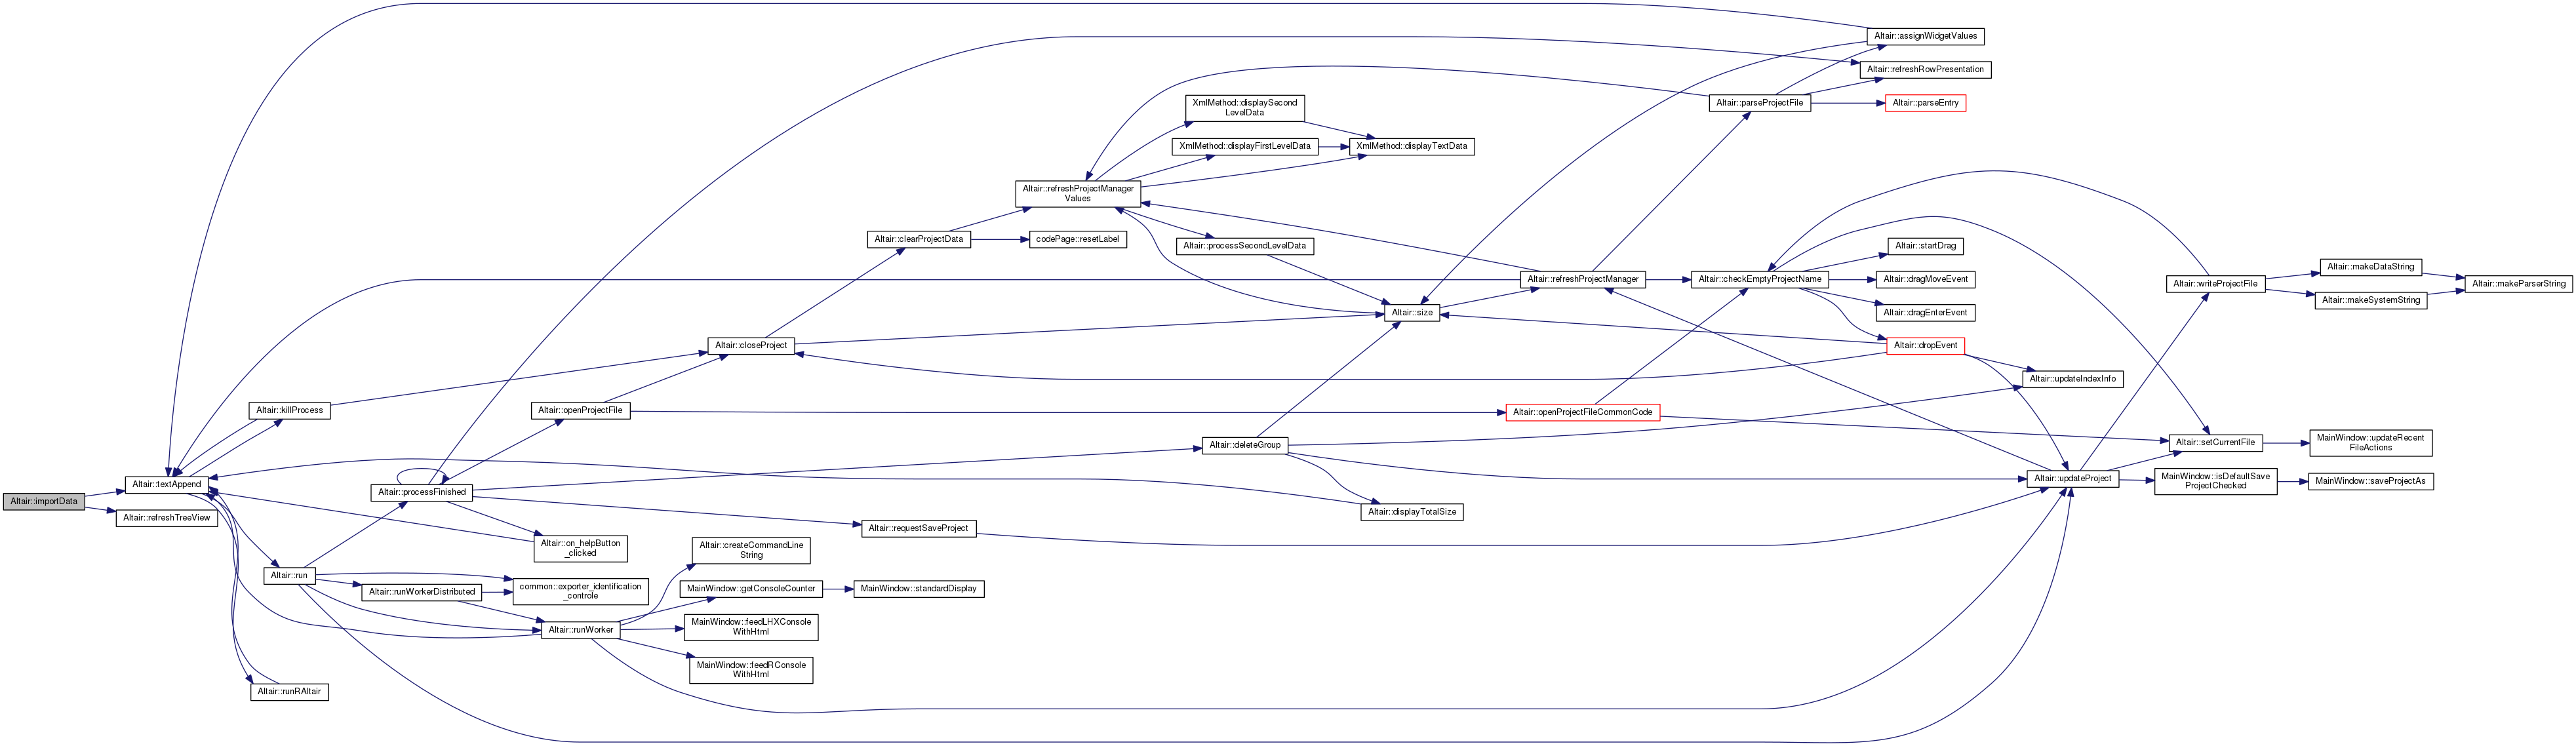 Altair::importData
Altair::textAppend
Altair::refreshTreeView
Altair::killProcess
Altair::run
Altair::runRAltair
Altair::processFinished
Altair::runWorkerDistributed
Altair::openProjectFile
Altair::on_helpButton
_clicked
common::exporter_identification
_controle
Altair::runWorker
Altair::closeProject
Altair::requestSaveProject
Altair::createCommandLine
String
MainWindow::getConsoleCounter
MainWindow::feedLHXConsole
WithHtml
MainWindow::feedRConsole
WithHtml
Altair::clearProjectData
MainWindow::standardDisplay
Altair::refreshProjectManager
Values
codePage::resetLabel
XmlMethod::displaySecond
LevelData
XmlMethod::displayFirstLevelData
Altair::processSecondLevelData
Altair::deleteGroup
XmlMethod::displayTextData
Altair::size
Altair::displayTotalSize
Altair::refreshProjectManager
Altair::openProjectFileCommonCode
Altair::parseProjectFile
Altair::checkEmptyProjectName
Altair::assignWidgetValues
Altair::refreshRowPresentation
Altair::parseEntry
Altair::startDrag
Altair::dragMoveEvent
Altair::dragEnterEvent
Altair::dropEvent
Altair::updateIndexInfo
Altair::updateProject
Altair::writeProjectFile
Altair::setCurrentFile
MainWindow::isDefaultSave
ProjectChecked
Altair::makeDataString
Altair::makeSystemString
MainWindow::updateRecent
FileActions
MainWindow::saveProjectAs
Altair::makeParserString